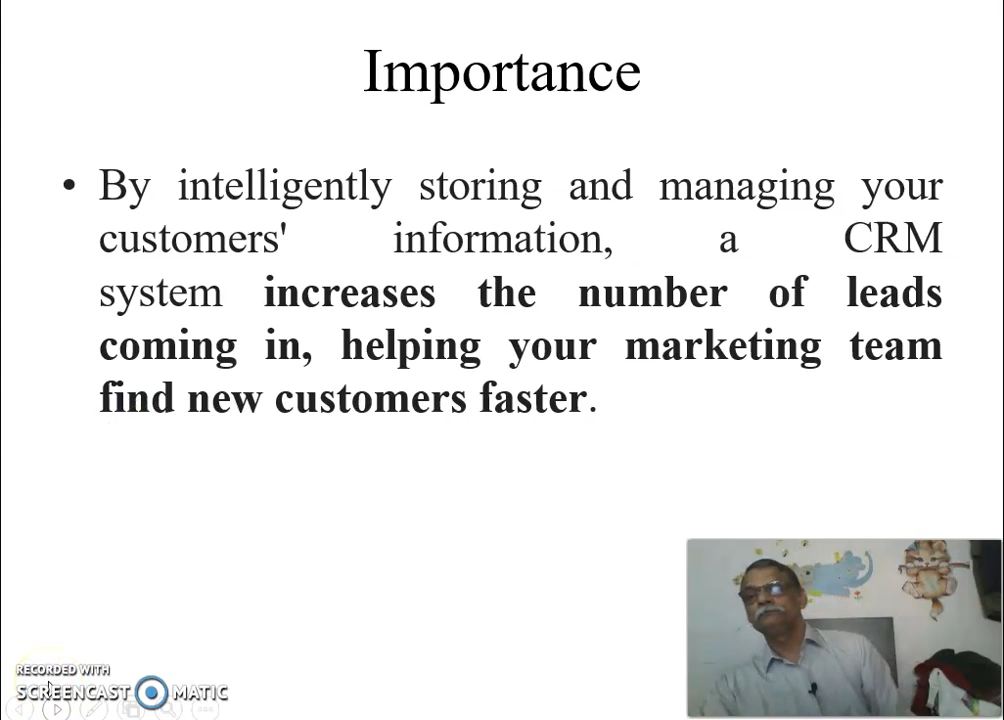 Importance
• By intelligently storing and managing your
customers' information, a CRM
system increases the number of leads
coming in, helping your marketing team
find new customers faster.
RECORDED WITH
SCREENCAST MATIC